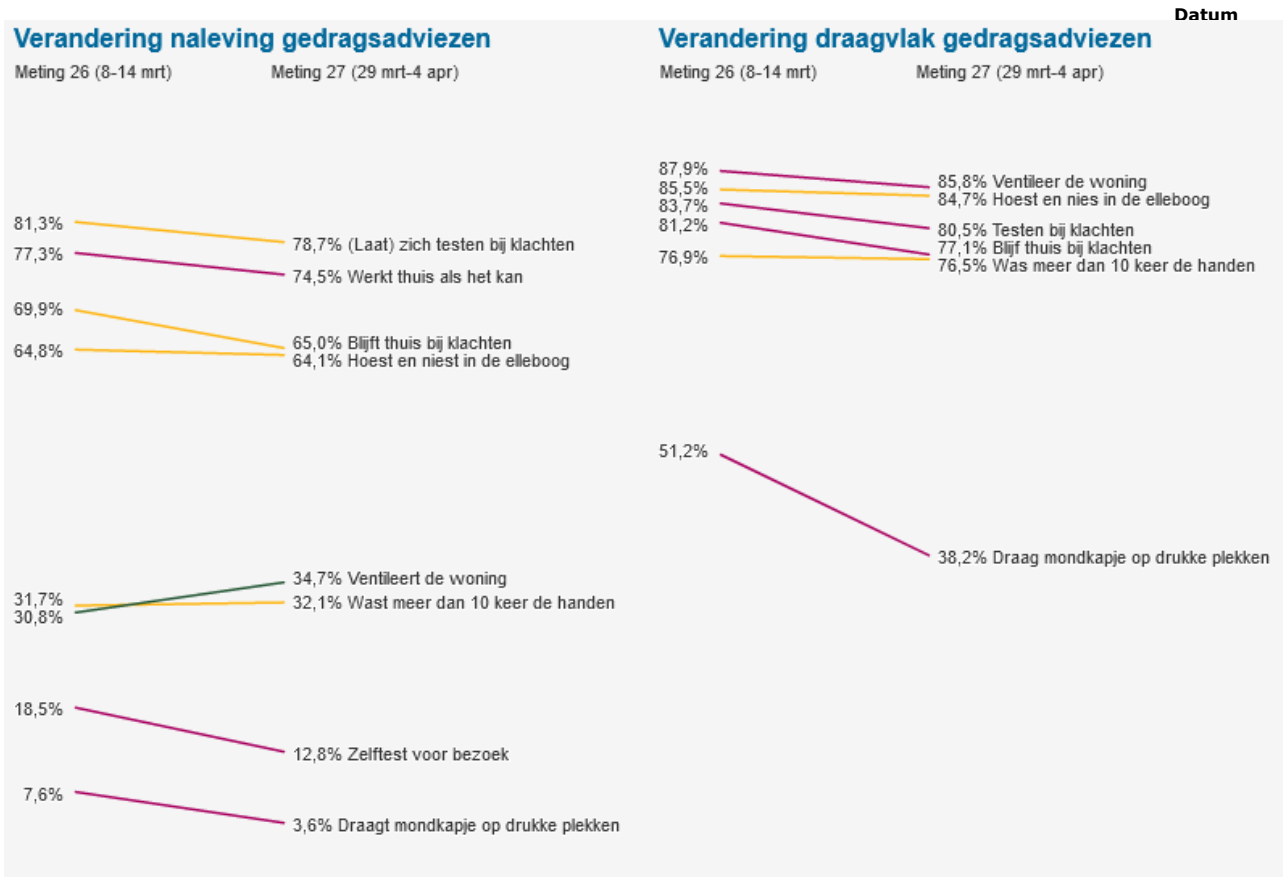 Datum
Verandering naleving gedragsadviezen
Meting 26 (8-14 mrt) Meting 27 (29 mrt-4 apr)
81,3%
78,7% (Laat) zich testen bij klachten
77,3%
74,5% Werkt thuis als het kan
69,9%
65,0% Blijft thuis bij klachten
64,8%
64,1% Hoest en niest in de elleboog
34,7% Ventileert de woning
31,7%
32,1% Wast meer dan 10 keer de handen
30,8%
18,5%
12,8% Zelftest voor bezoek
7,6%
3,6% Draagt mondkapje op drukke plekken
Verandering draagvlak gedragsadviezen
Meting 26 (8-14 mrt) Meting 27 (29 mrt-4 apr)
87,9%
85,8% Ventileer de woning
85,5%
84,7% Hoest en nies in de elleboog
83,7%
81,2%
80,5% Testen bij klachten
77,1% Blijf thuis bij klachten
76,9%
76,5% Was meer dan 10 keer de handen
51,2%
38,2% Draag mondkapje op drukke plekken